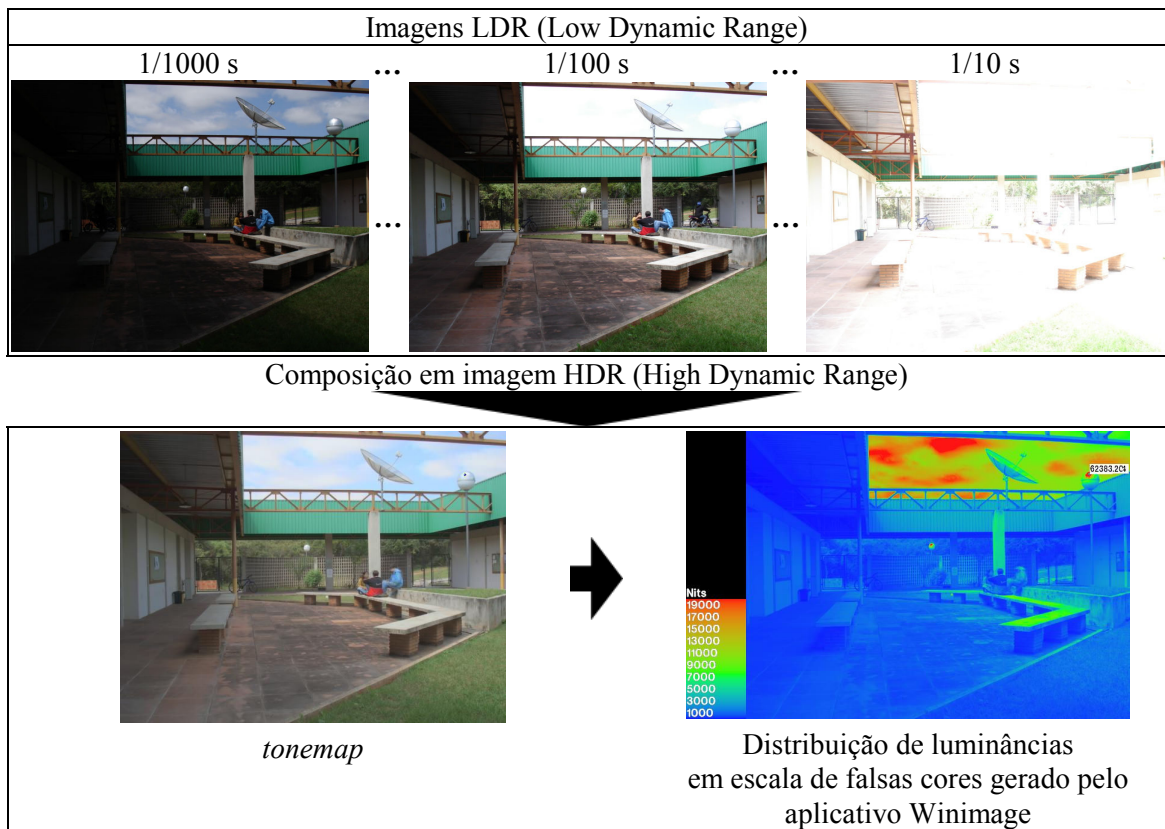 Imagens LDR (Low Dynamic Range)
1/1000 s ... 1/100 s ... 1/10 s
... ...
Composição em imagem HDR (High Dynamic Range)
62383.20
Nits
19000
17000
15000
13000
11000
9000
7000
5000
3000
1000
tonemap
Distribuição de luminâncias
em escala de falsas cores gerado pelo
aplicativo Winimage